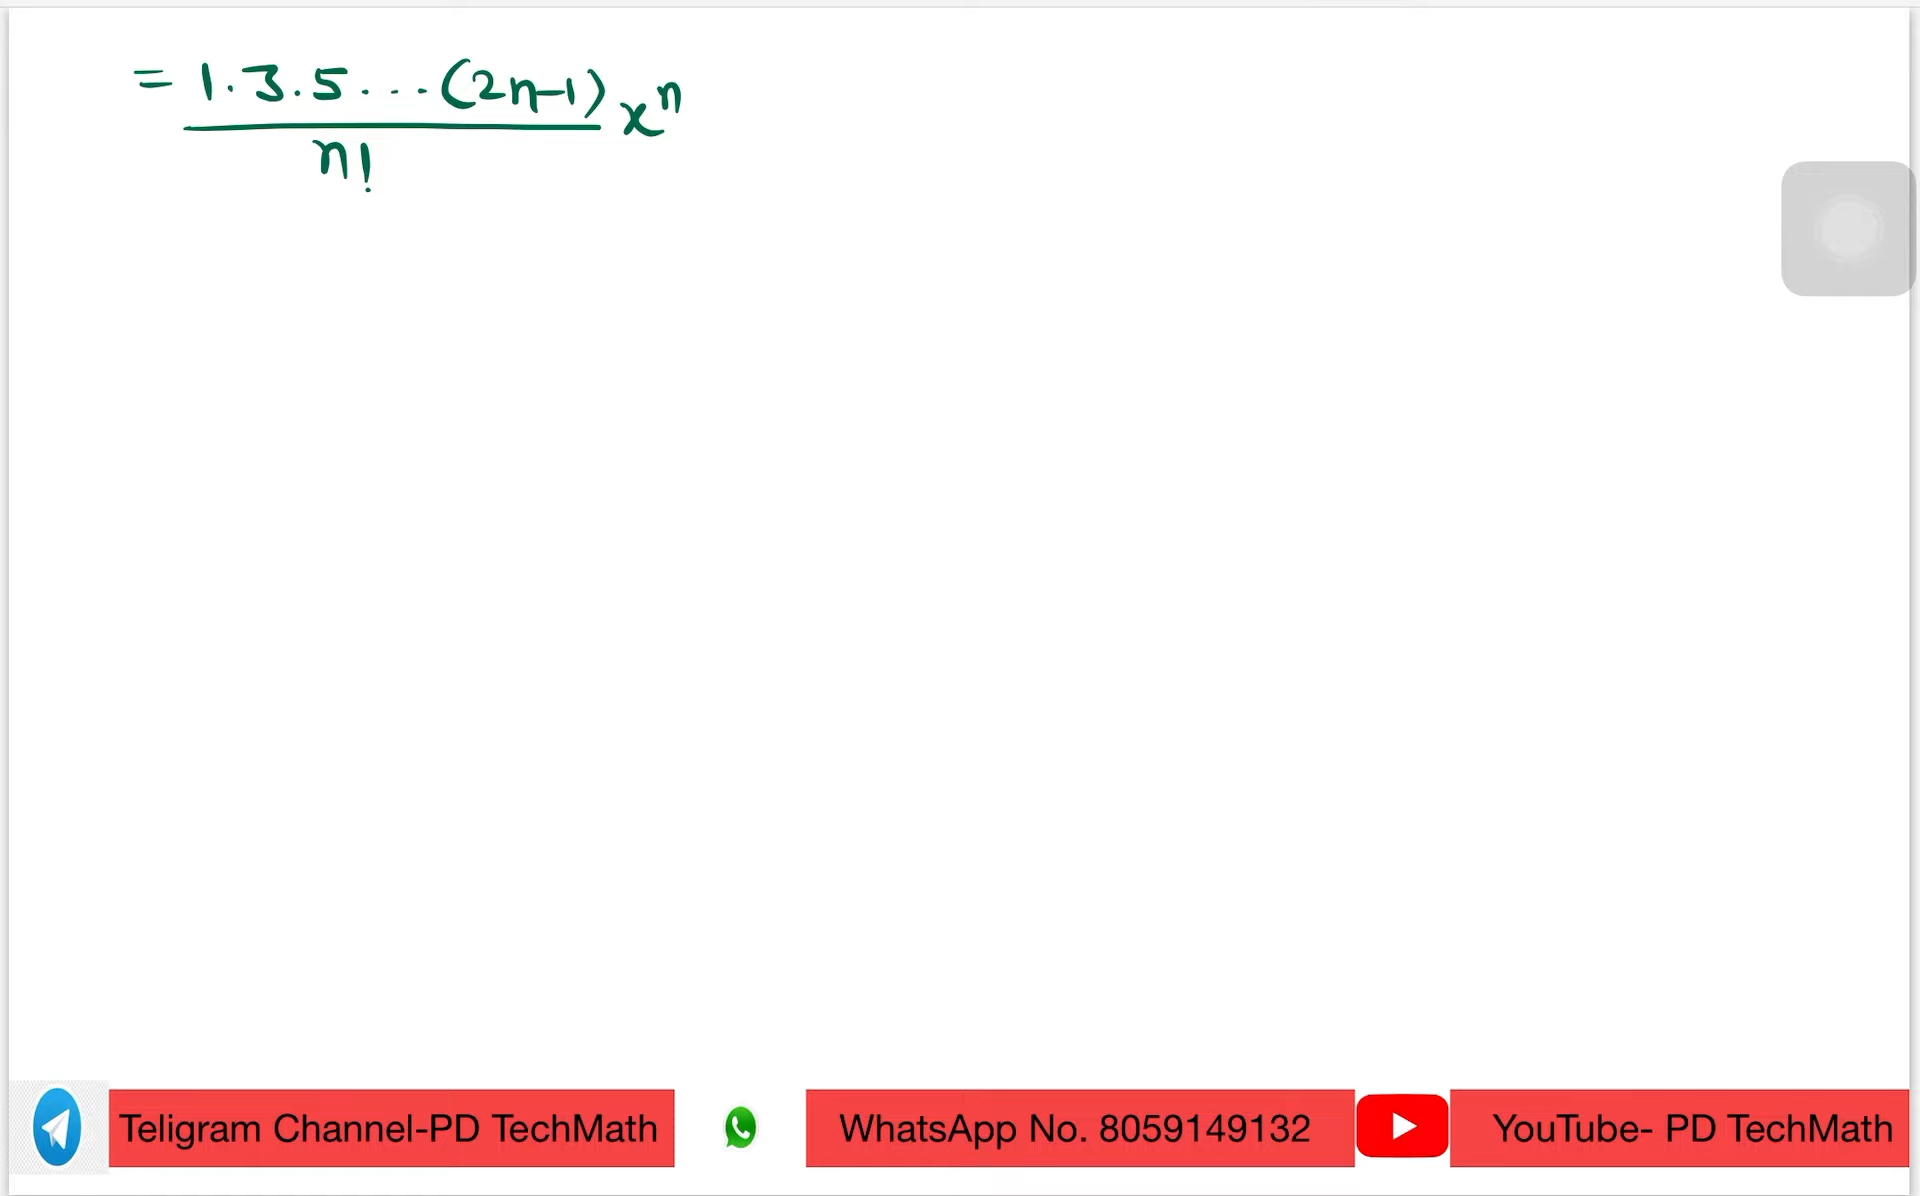 = 1.3.5...(2n-1) xⁿ
n!
Teligram Channel-PD TechMath
WhatsApp No. 8059149132
YouTube- PD TechMath